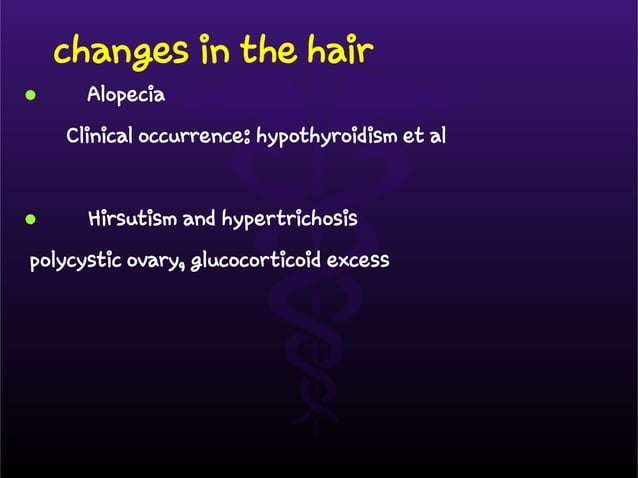 changes in the hair
● Alopecia
Clinical occurrence: hypothyroidism et al
● Hirsutism and hypertrichosis
polycystic ovary, glucocorticoid excess